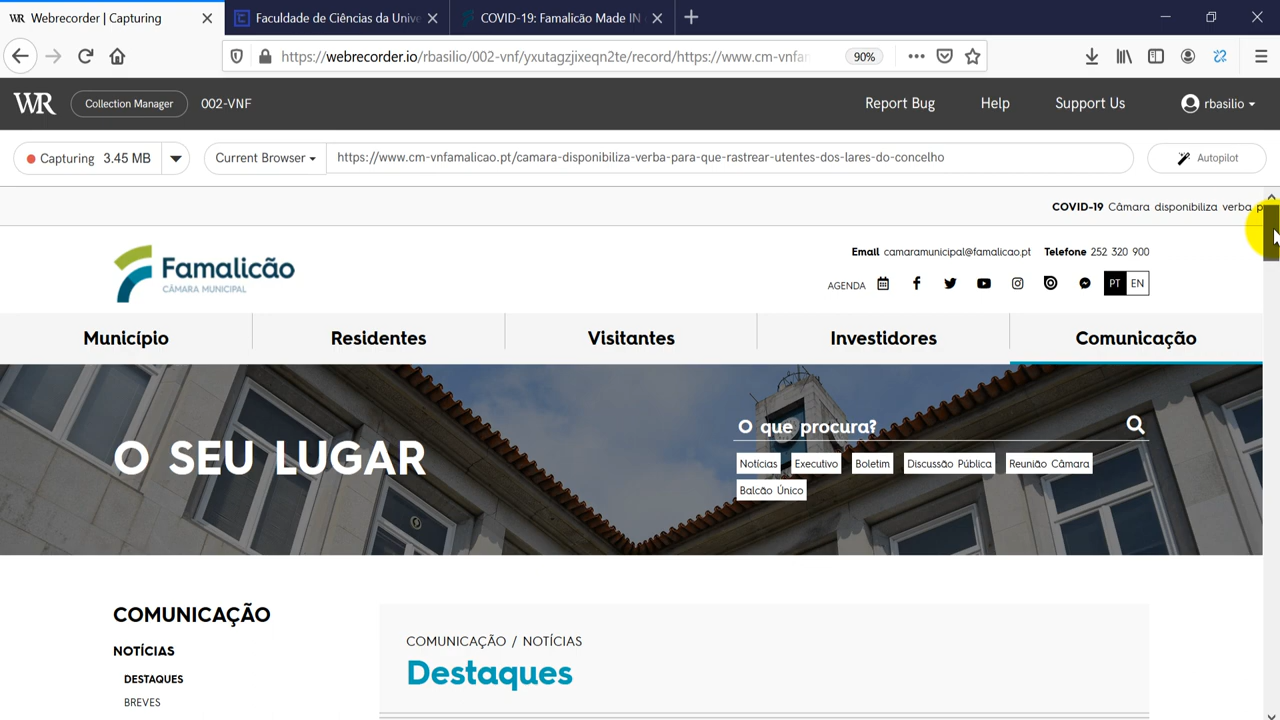 Webrecorder | Capturing
Faculdade de Ciências da Unive
COVID-19: Famalicão Made IN
https://webrecorder.io/rbasilio/002-vnf/yxutagzjixeqn2te/record/https://www.cm-vnfam
90%
WR
Collection Manager
002-VNF
Report Bug
Help
Support Us
rbasilio
Capturing 3.45 MB
Current Browser
https://www.cm-vnfamalicao.pt/camara-disponibiliza-verba-para-que-rastrear-utentes-dos-lares-do-concelho
Autopilot
COVID-19 Câmara disponibiliza verba p
Famalicão
CÂMARA MUNICIPAL
Email camaramunicipal@famalicao.pt Telefone 252 320 900
AGENDA
PT EN
Município
Residentes
Visitantes
Investidores
Comunicação
O SEU LUGAR
O que procura?
Notícias Executivo Boletim Discussão Pública Reunião Câmara
Balcão Único
COMUNICAÇÃO
NOTÍCIAS
DESTAQUES
BREVES
COMUNICAÇÃO / NOTÍCIAS
Destaques